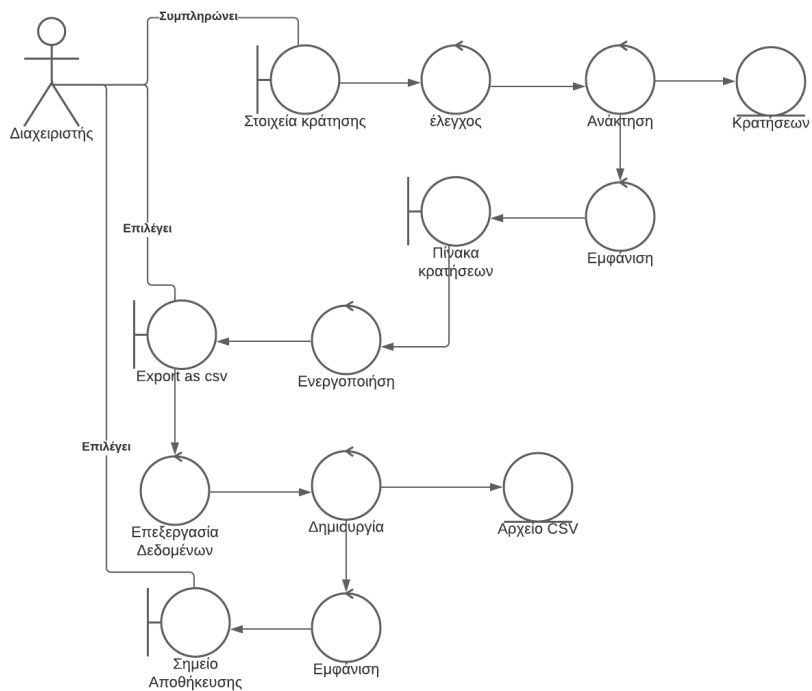 Συμπληρώνει
Διαχειριστής
Στοιχεία κράτησης
έλεγχος
Ανάκτηση
Κρατήσεων
Επιλέγει
Πίνακα
κρατήσεων
Εμφάνιση
Export as csv
Ενεργοποιήση
Επιλέγει
Επεξεργασία
Δεδομένων
Δημιουργία
Αρχείο CSV
Σημείο
Αποθήκευσης
Εμφάνιση